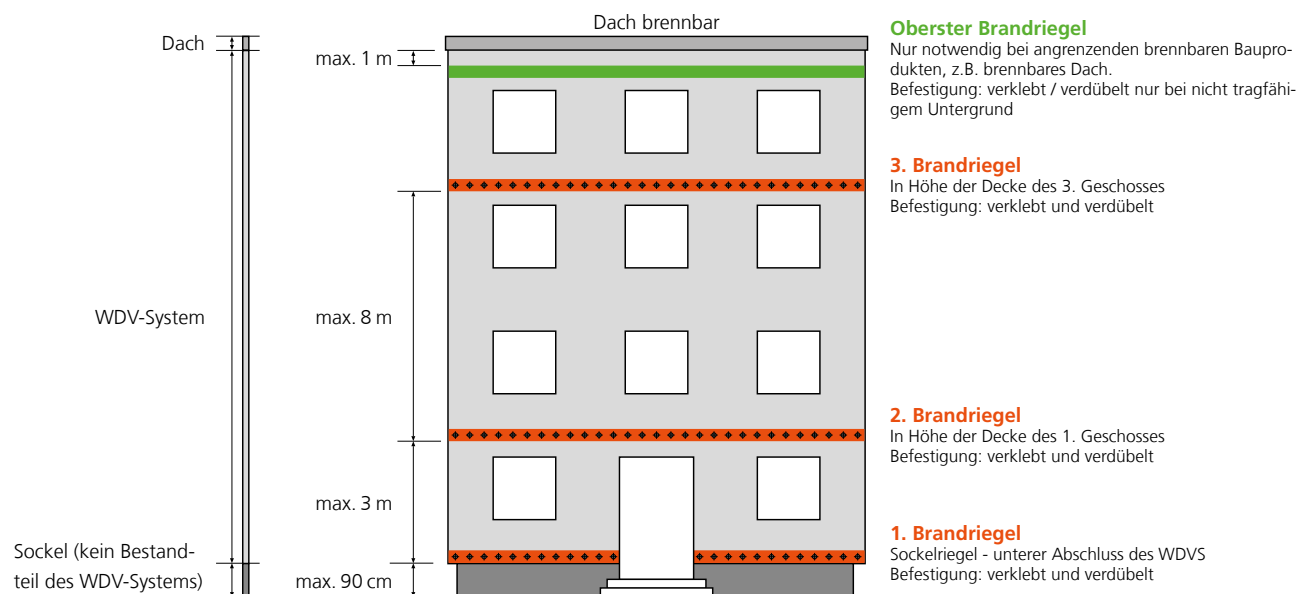 Dach brennbar
Dach
max. 1 m
WDV-System
max. 8 m
max. 3 m
Sockel (kein Bestand-
teil des WDV-Systems)
max. 90 cm
Oberster Brandriegel
Nur notwendig bei angrenzenden brennbaren Baupro-
dukten, z.B. brennbares Dach.
Befestigung: verklebt / verdübelt nur bei nicht tragfähi-
gem Untergrund
3. Brandriegel
In Höhe der Decke des 3. Geschosses
Befestigung: verklebt und verdübelt
2. Brandriegel
In Höhe der Decke des 1. Geschosses
Befestigung: verklebt und verdübelt
1. Brandriegel
Sockelriegel - unterer Abschluss des WDVS
Befestigung: verklebt und verdübelt